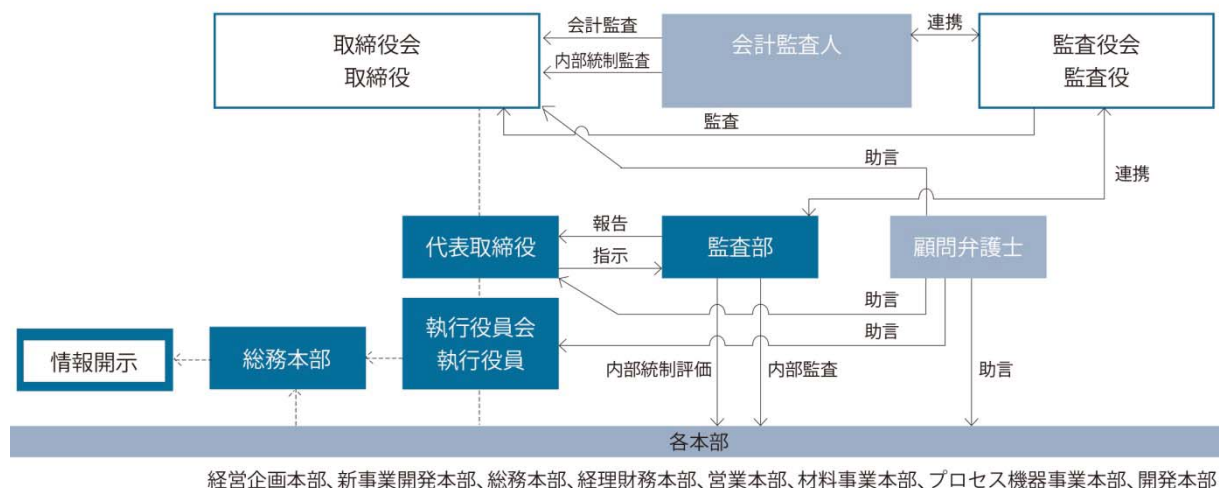 取締役会
取締役
会計監査
内部統制監査
会計監査人
連携
監査役会
監査役
監査
助言
連携
代表取締役
報告
指示
監査部
顧問弁護士
助言
助言
執行役員会
執行役員
情報開示
総務本部
内部統制評価
内部監査
助言
各本部
経営企画本部、新事業開発本部、総務本部、経理財務本部、営業本部、材料事業本部、プロセス機器事業本部、開発本部